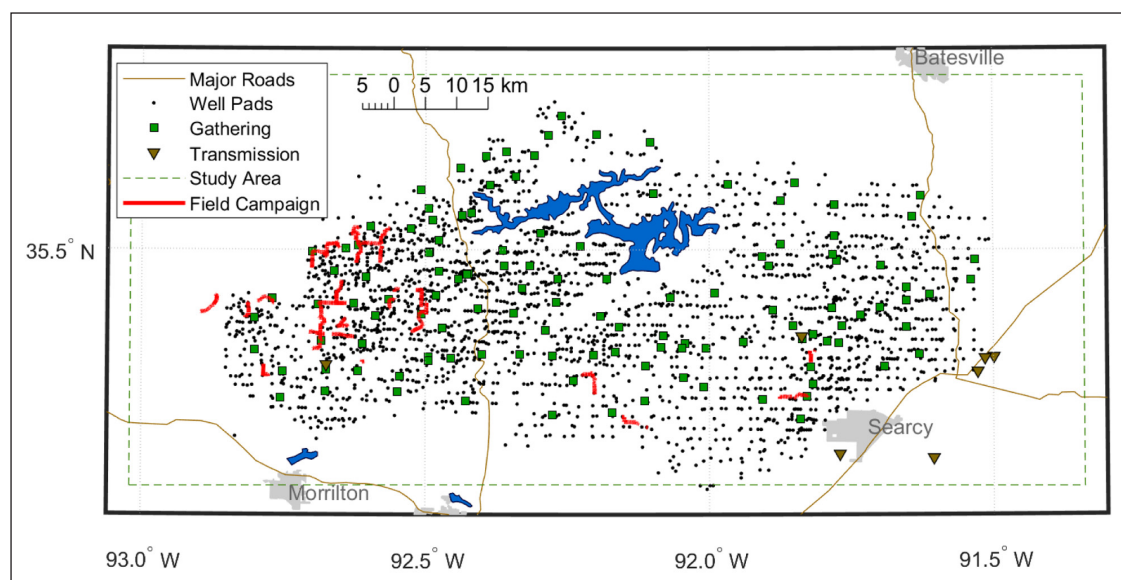 Batesville
Major Roads
Well Pads
Gathering
Transmission
Study Area
Field Campaign
5 0 5 10 15 km
35.5° N
Searcy
Morrilton
93.0° W 92.5° W 92.0° W 91.5° W